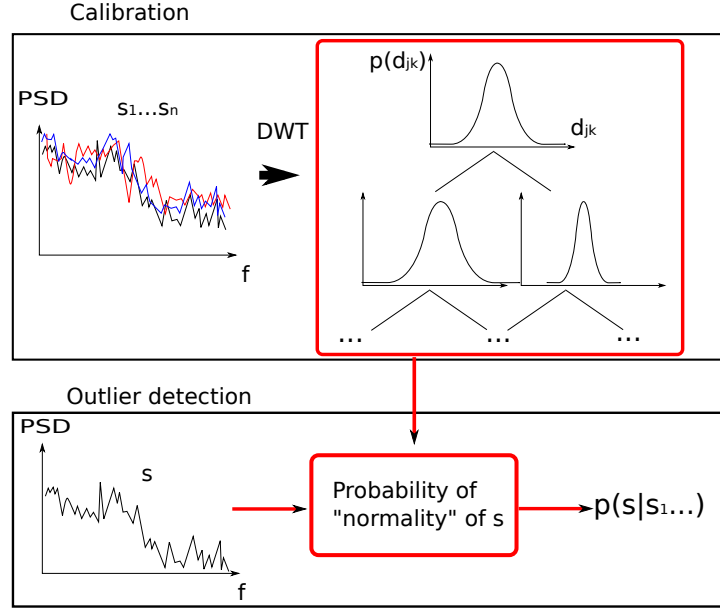 Calibration
PSD
s₁...sₙ
f
DWT
p(dⱼₖ)
dⱼₖ
...
...
...
Outlier detection
PSD
s
f
Probability of
"normality" of s
p(s|s₁...)